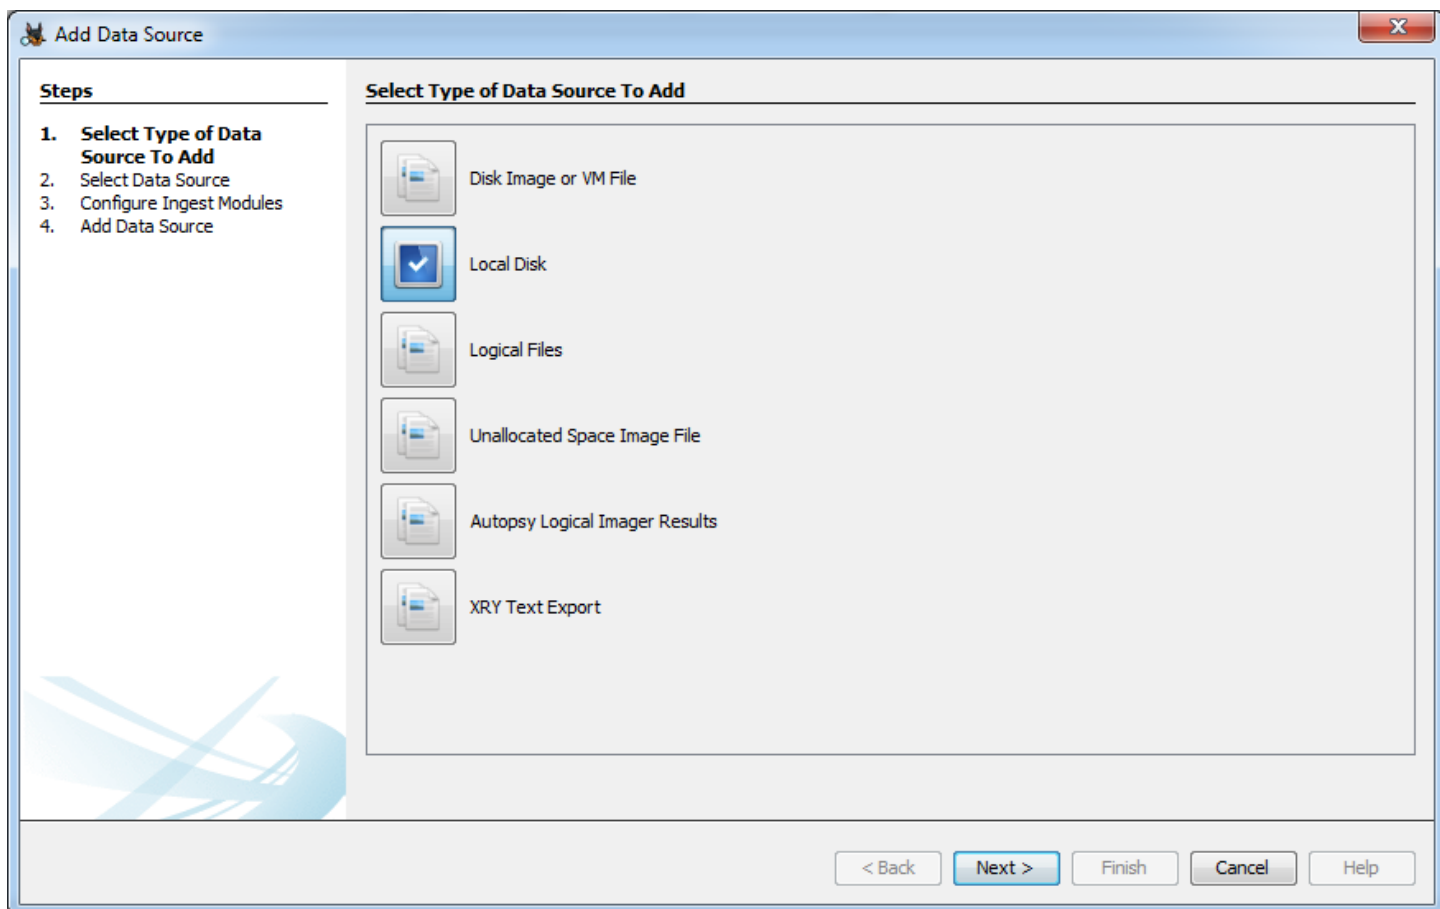 Add Data Source
X
Steps
1. Select Type of Data
Source To Add
2. Select Data Source
3. Configure Ingest Modules
4. Add Data Source
Select Type of Data Source To Add
Disk Image or VM File
Local Disk
Logical Files
Unallocated Space Image File
Autopsy Logical Imager Results
XRY Text Export
< Back Next > Finish Cancel Help